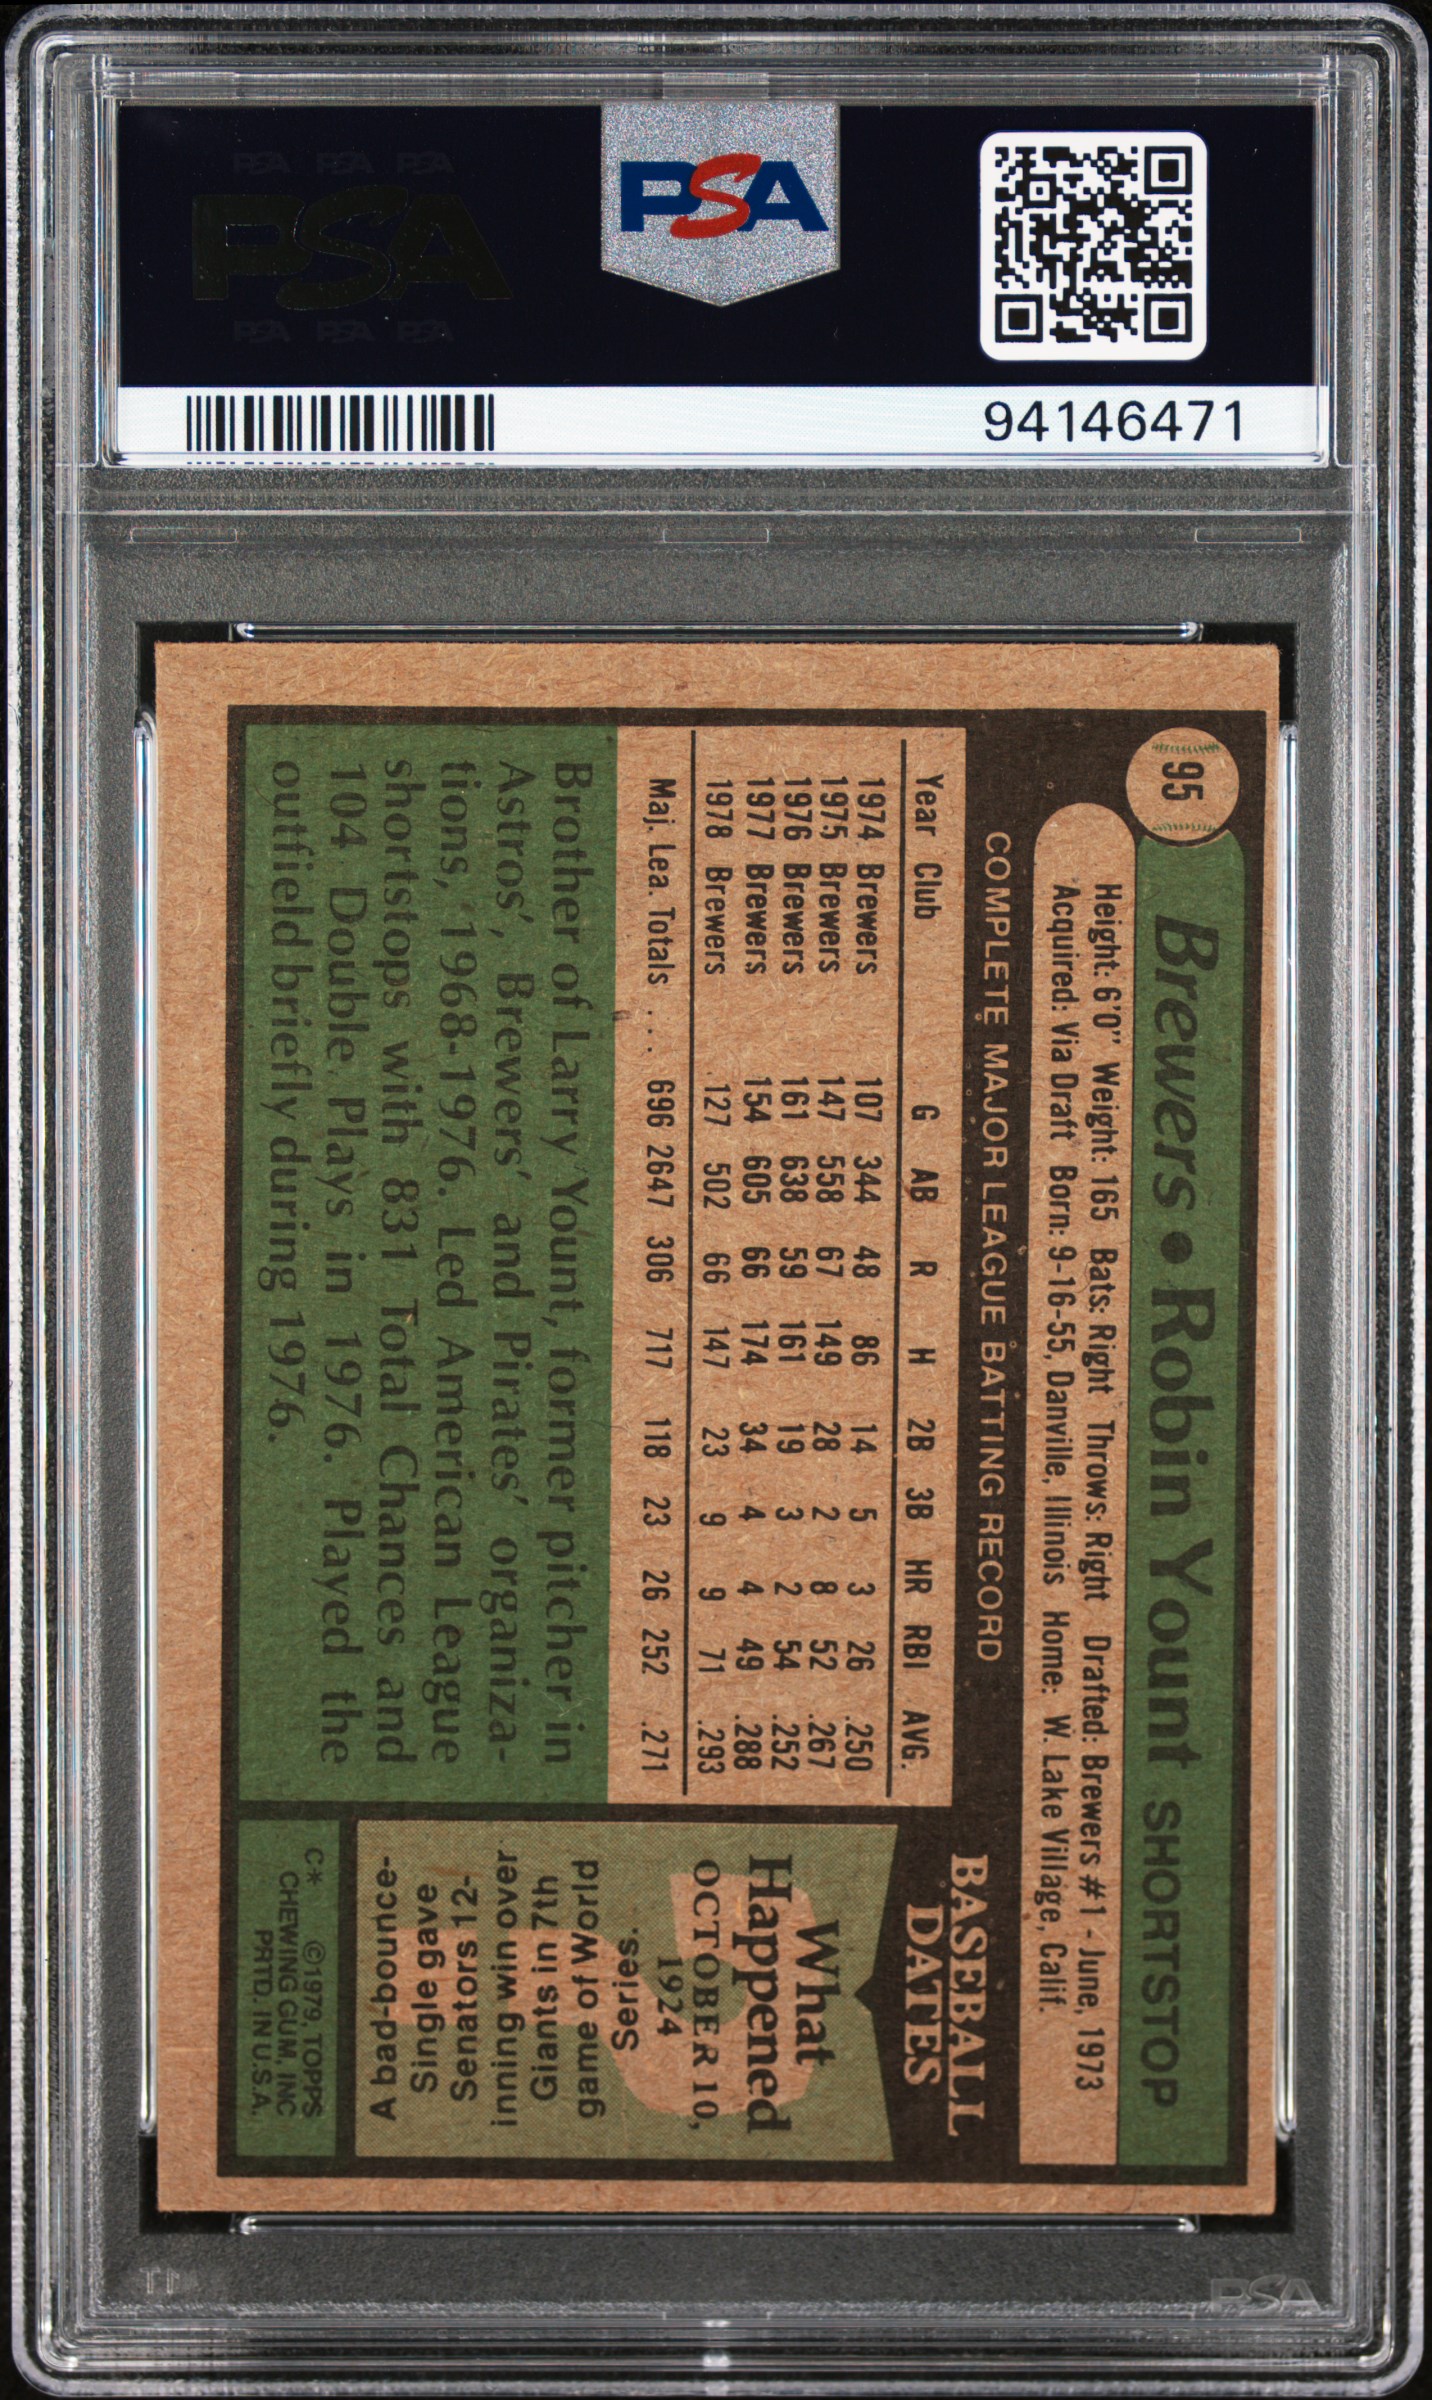 PSA PSA PSA
PSA
PSA PSA PSA
PSA
94146471
95
Brewers • Robin Yount SHORTSTOP
Height: 6'0" Weight: 165 Bats: Right Throws: Right Drafted: Brewers #1 - June, 1973
Acquired: Via Draft Born: 9-16-55, Danville, Illinois Home: W. Lake Village, Calif.
COMPLETE MAJOR LEAGUE BATTING RECORD
Year Club G AB R H 2B 3B HR RBI AVG.
1974 Brewers 107 344 48 86 14 5 3 26 .250
1975 Brewers 147 558 67 149 28 2 8 52 .267
1976 Brewers 161 638 59 161 19 3 2 54 .252
1977 Brewers 154 605 66 174 34 4 4 49 .288
1978 Brewers 127 502 66 147 23 9 9 71 .293
Maj. Lea. Totals .... 696 2647 306 717 118 23 26 252 .271
Brother of Larry Yount, former pitcher in
Astros', Brewers' and Pirates' organiza-
tions, 1968-1976. Led American League
shortstops with 831 Total Chances and
104 Double Plays in 1976. Played the
outfield briefly during 1976.
BASEBALL
DATES
What
Happened
OCTOBER 10,
1924
A bad-bounce-
Single gave
Senators 12-
inning win over
Giants in 7th
game of World
Series.
C* ©1979, TOPPS
CHEWING GUM, INC
PRTD. IN U.S.A.
PSA